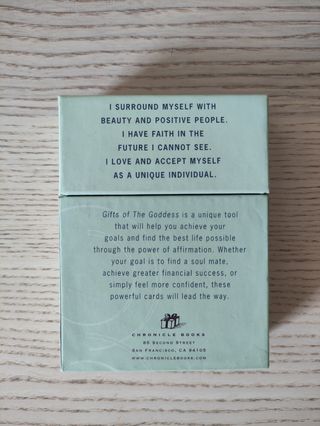 I SURROUND MYSELF WITH
BEAUTY AND POSITIVE PEOPLE.
I HAVE FAITH IN THE
FUTURE I CANNOT SEE.
I LOVE AND ACCEPT MYSELF
AS A UNIQUE INDIVIDUAL.
Gifts of The Goddess is a unique tool
that will help you achieve your
goals and find the best life possible
through the power of affirmation. Whether
your goal is to find a soul mate,
achieve greater financial success, or
simply feel more confident, these
powerful cards will lead the way.
CHRONICLE BOOKS
85 SECOND STREET
SAN FRANCISCO, CA 94105
WWW.CHRONICLEBOOKS.COM